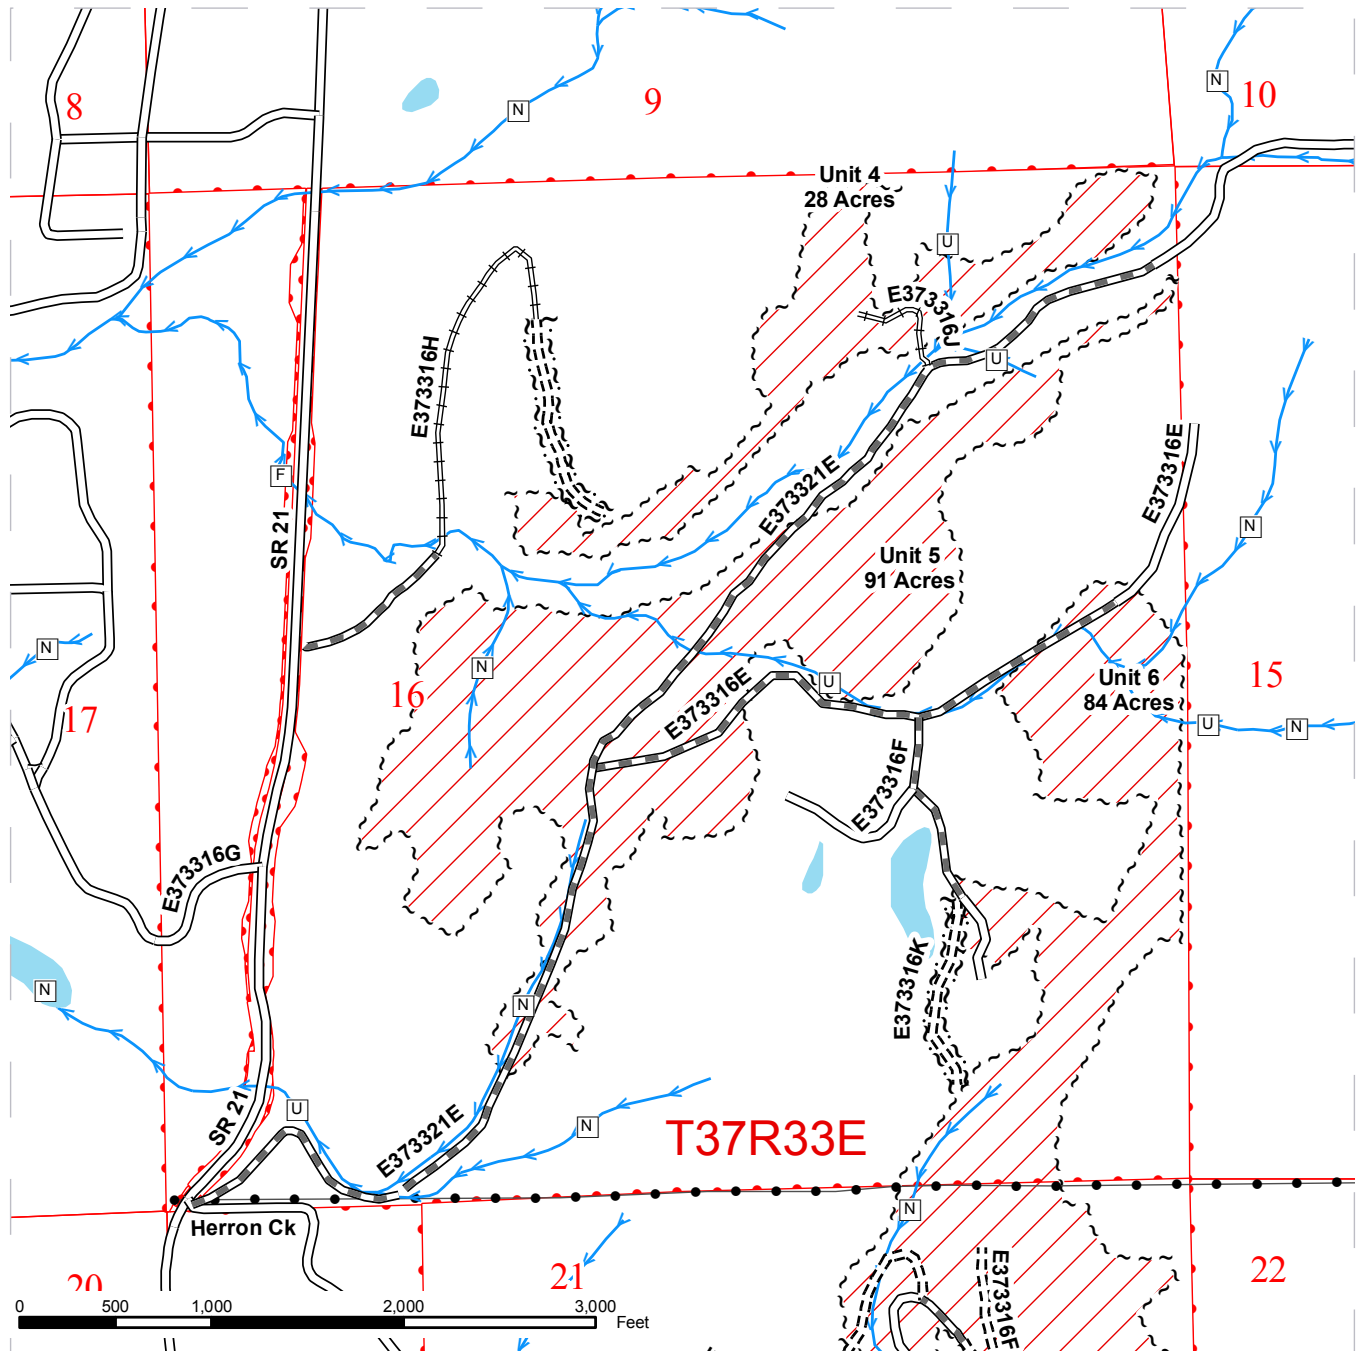 8
9
10
N
N
Unit 4
28 Acres
U
E373316J
E373316H
U
E373316E
F
E373321E
N
SR 21
Unit 5
91 Acres
N
N
16
E373316E
U
Unit 6
84 Acres
15
17
U
N
E373316F
E373316G
E373316K
N
N
SR 21
U
E373321E
N
T37R33E
N
Herron Ck
20
21
22
E373316F
0 500 1,000 2,000 3,000 Feet